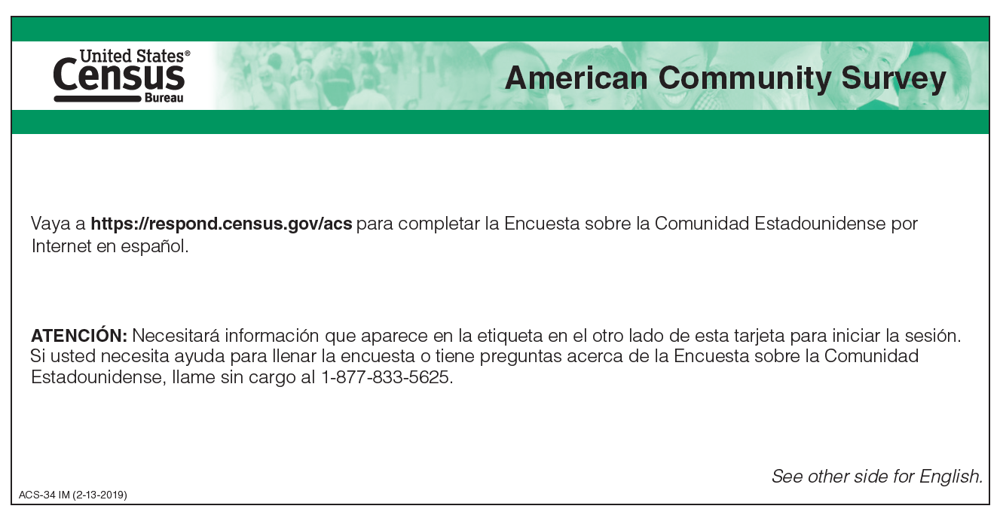 United States®
Census
Bureau
American Community Survey
Vaya a https://respond.census.gov/acs para completar la Encuesta sobre la Comunidad Estadounidense por
Internet en español.
ATENCIÓN: Necesitará información que aparece en la etiqueta en el otro lado de esta tarjeta para iniciar la sesión.
Si usted necesita ayuda para llenar la encuesta o tiene preguntas acerca de la Encuesta sobre la Comunidad
Estadounidense, llame sin cargo al 1-877-833-5625.
See other side for English.
ACS-34 IM (2-13-2019)